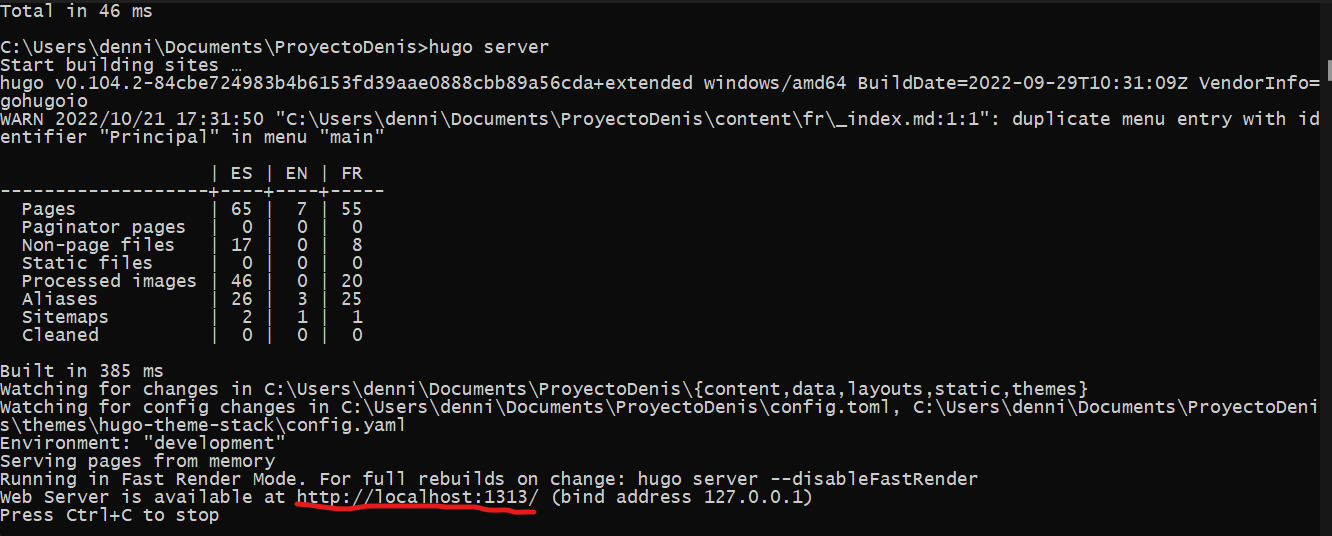 Total in 46 ms
C:\Users\denni\Documents\ProyectoDenis>hugo server
Start building sites …
hugo v0.104.2-84cbe724983b4b6153fd39aae0888cbb89a56cda+extended windows/amd64 BuildDate=2022-09-29T10:31:09Z VendorInfo=
gohugoio
WARN 2022/10/21 17:31:50 "C:\Users\denni\Documents\ProyectoDenis\content\fr\_index.md:1:1": duplicate menu entry with id
entifier "Principal" in menu "main"
                   | ES | EN | FR
-------------------+----+----+-----
  Pages            | 65 |  7 | 55
  Paginator pages  |  0 |  0 |  0
  Non-page files   | 17 |  0 |  8
  Static files     |  0 |  0 |  0
  Processed images | 46 |  0 | 20
  Aliases          | 26 |  3 | 25
  Sitemaps         |  2 |  1 |  1
  Cleaned          |  0 |  0 |  0
Built in 385 ms
Watching for changes in C:\Users\denni\Documents\ProyectoDenis\{content,data,layouts,static,themes}
Watching for config changes in C:\Users\denni\Documents\ProyectoDenis\config.toml, C:\Users\denni\Documents\ProyectoDeni
s\themes\hugo-theme-stack\config.yaml
Environment: "development"
Serving pages from memory
Running in Fast Render Mode. For full rebuilds on change: hugo server --disableFastRender
Web Server is available at http://localhost:1313/ (bind address 127.0.0.1)
Press Ctrl+C to stop